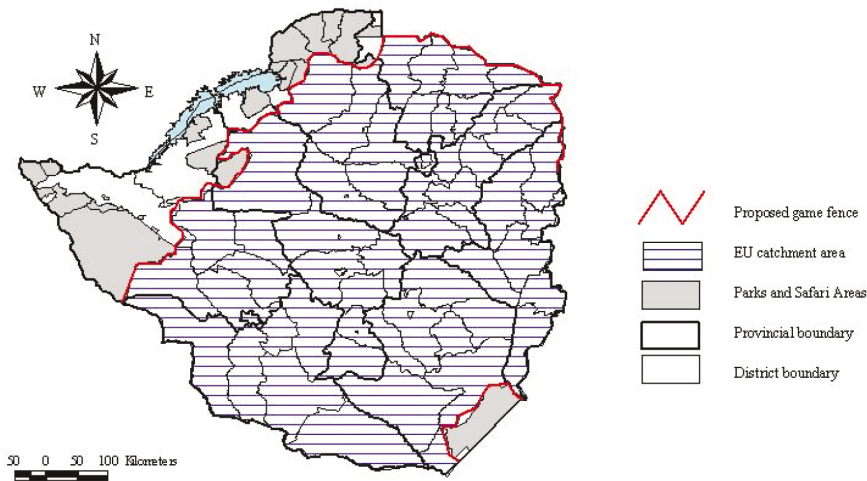 N
W E
S
Proposed game fence
EU catchment area
Parks and Safari Areas
Provincial boundary
District boundary
50 0 50 100 Kilometers